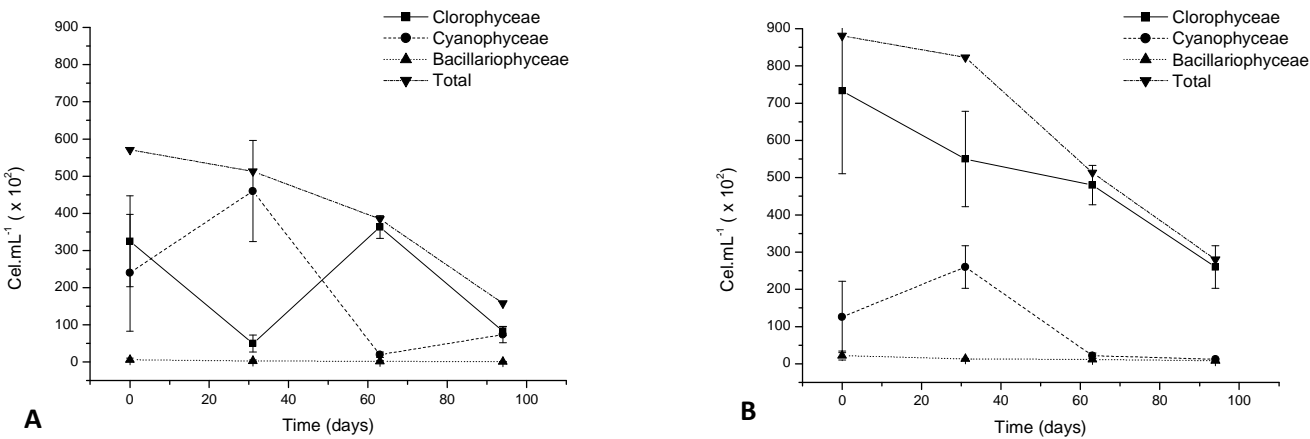 Clorophyceae
Cyanophyceae
Bacillariophyceae
Total
900
800
700
600
500
400
300
200
100
0
Cel.mL⁻¹ ( x 10²)
0 20 40 60 80 100
Time (days)
A
Clorophyceae
Cyanophyceae
Bacillariophyceae
Total
900
800
700
600
500
400
300
200
100
0
Cel.mL⁻¹ ( x 10²)
0 20 40 60 80 100
Time (days)
B